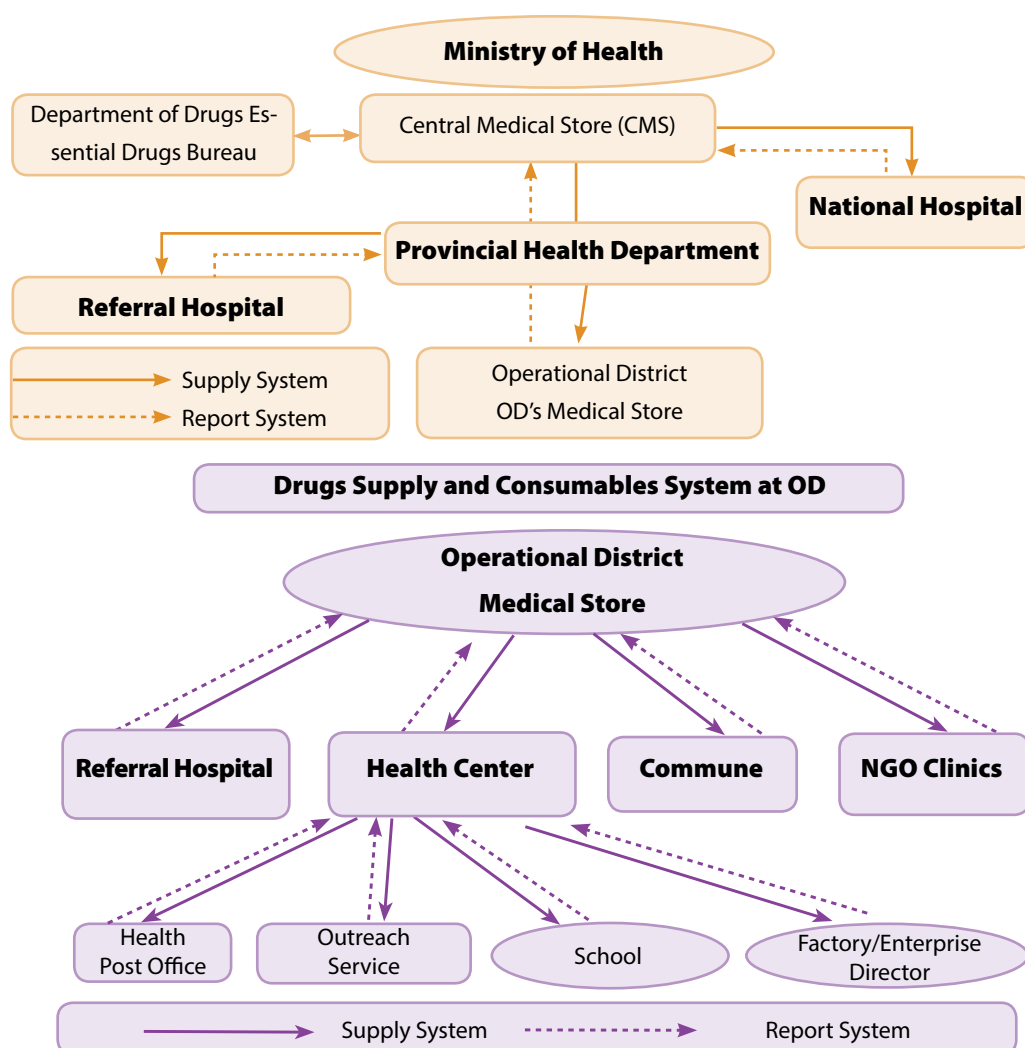 Ministry of Health
Department of Drugs Es-
sential Drugs Bureau
Central Medical Store (CMS)
National Hospital
Provincial Health Department
Referral Hospital
Supply System
Report System
Operational District
OD's Medical Store
Drugs Supply and Consumables System at OD
Operational District
Medical Store
Referral Hospital
Health Center
Commune
NGO Clinics
Health
Post Office
Outreach
Service
School
Factory/Enterprise
Director
Supply System
Report System